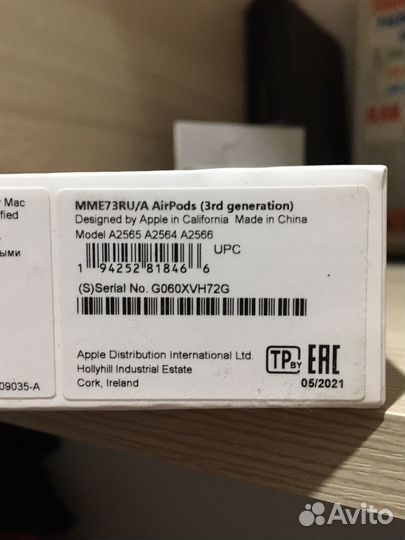 r Mac
fied
ыми
09035-A
MME73RU/A AirPods (3rd generation)
Designed by Apple in California Made in China
Model A2565 A2564 A2566
UPC
1 94252 81846 6
(S)Serial No. G060XVH72G
Apple Distribution International Ltd.
Hollyhill Industrial Estate
Cork, Ireland
TP BY EAC
05/2021
Avito